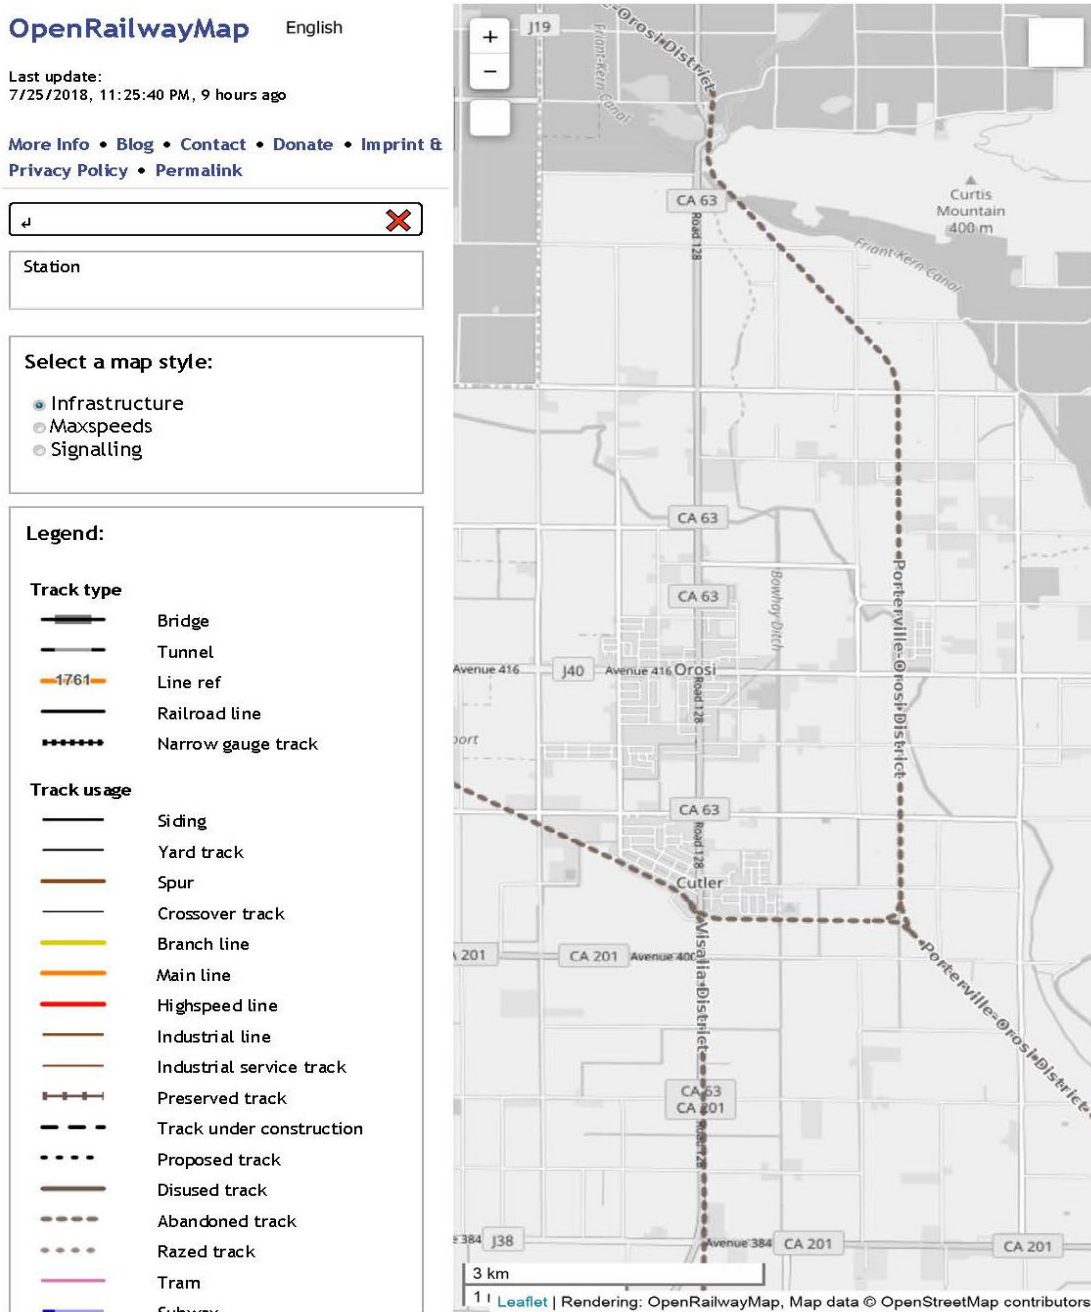 OpenRailwayMap English
Last update:
7/25/2018, 11:25:40 PM, 9 hours ago
More Info • Blog • Contact • Donate • Imprint &
Privacy Policy • Permalink
Station
Select a map style:
Infrastructure
Maxspeeds
Signalling
Legend:
Track type
Bridge
Tunnel
1761 Line ref
Railroad line
Narrow gauge track
Track usage
Siding
Yard track
Spur
Crossover track
Branch line
Main line
Highspeed line
Industrial line
Industrial service track
Preserved track
Track under construction
Proposed track
Disused track
Abandoned track
Razed track
Tram
Subway
+
−
J19
-Orosi District
Friant-Kern Canal
CA 63
Road 128
Curtis
Mountain
400 m
Friant-Kern Canal
CA 63
CA 63
Bowhay Ditch
Porterville-Orosi District
Avenue 416 J40 Avenue 416 Orosi
Road 128
port
CA 63
Road 128
Cutler
201 CA 201 Avenue 400
Visalia District
Porterville-Orosi District
CA 63
CA 201
Road 128
384 J38 Avenue 384 CA 201 CA 201
3 km
Leaflet | Rendering: OpenRailwayMap, Map data © OpenStreetMap contributors